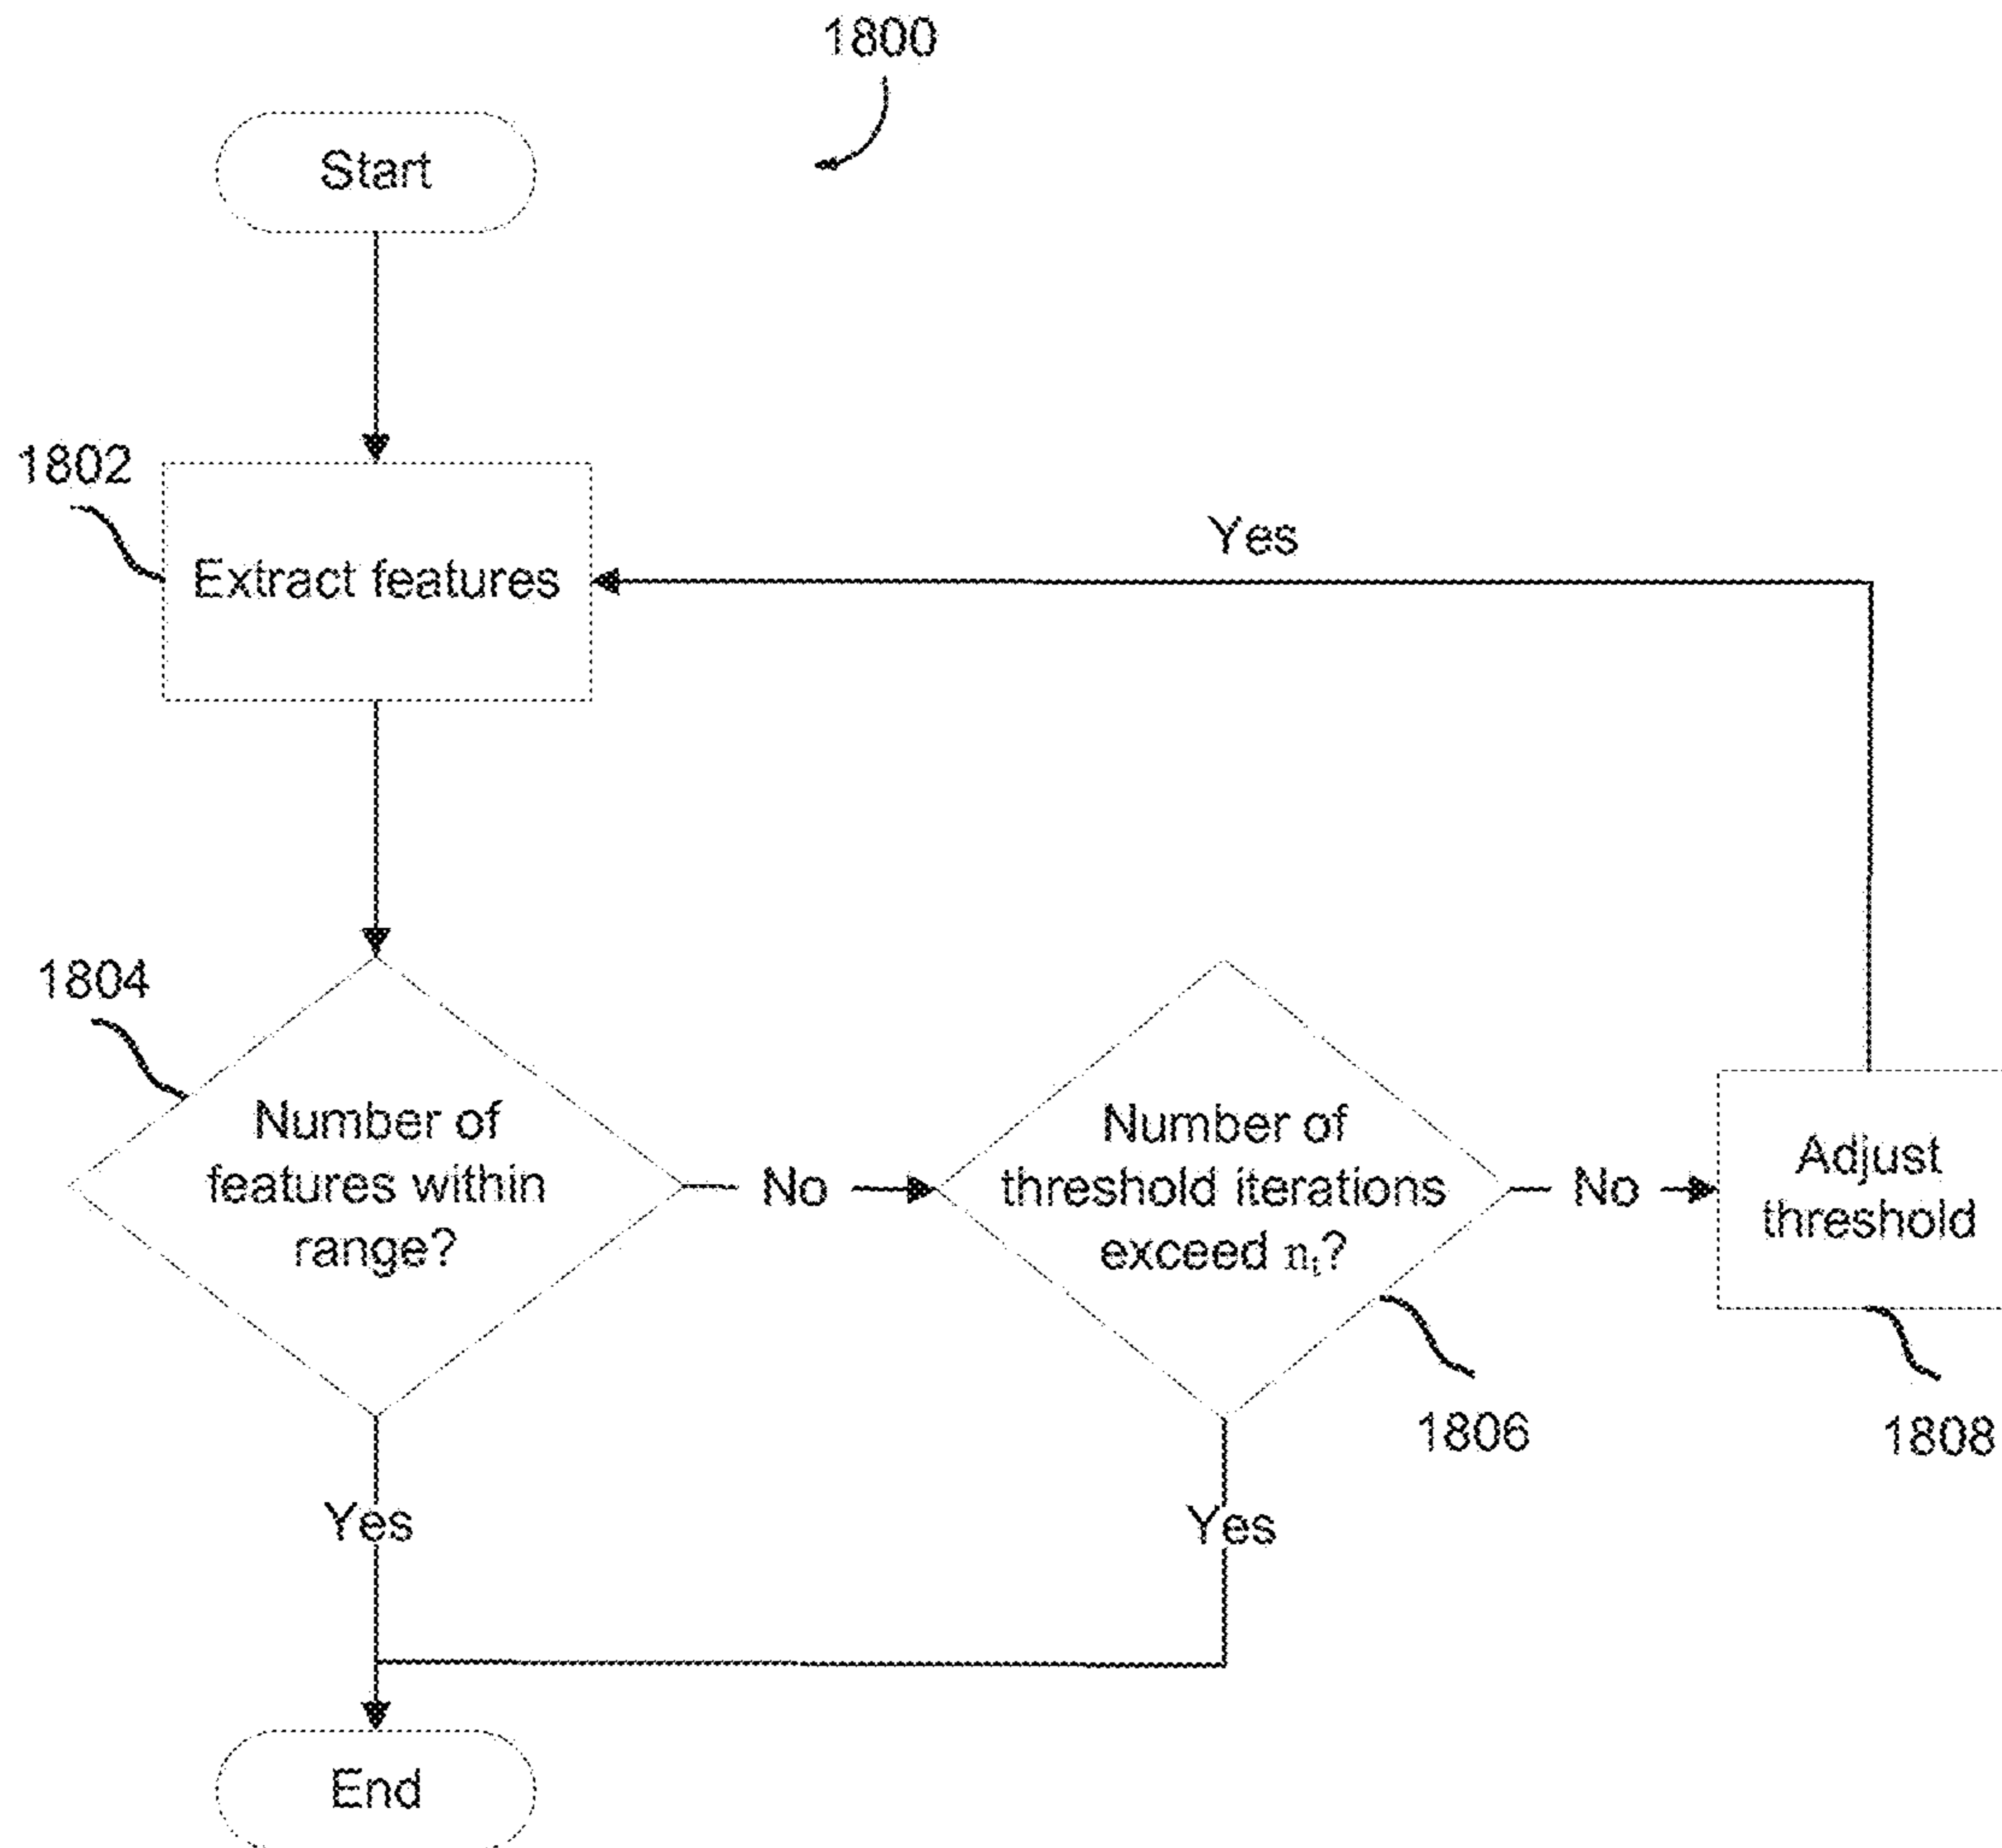 1800
Start
1802
Extract features
Yes
1804
Number of
features within
range?
No
Number of
threshold iterations
exceed nᵢ?
No
Adjust
threshold
1806
1808
Yes
Yes
End